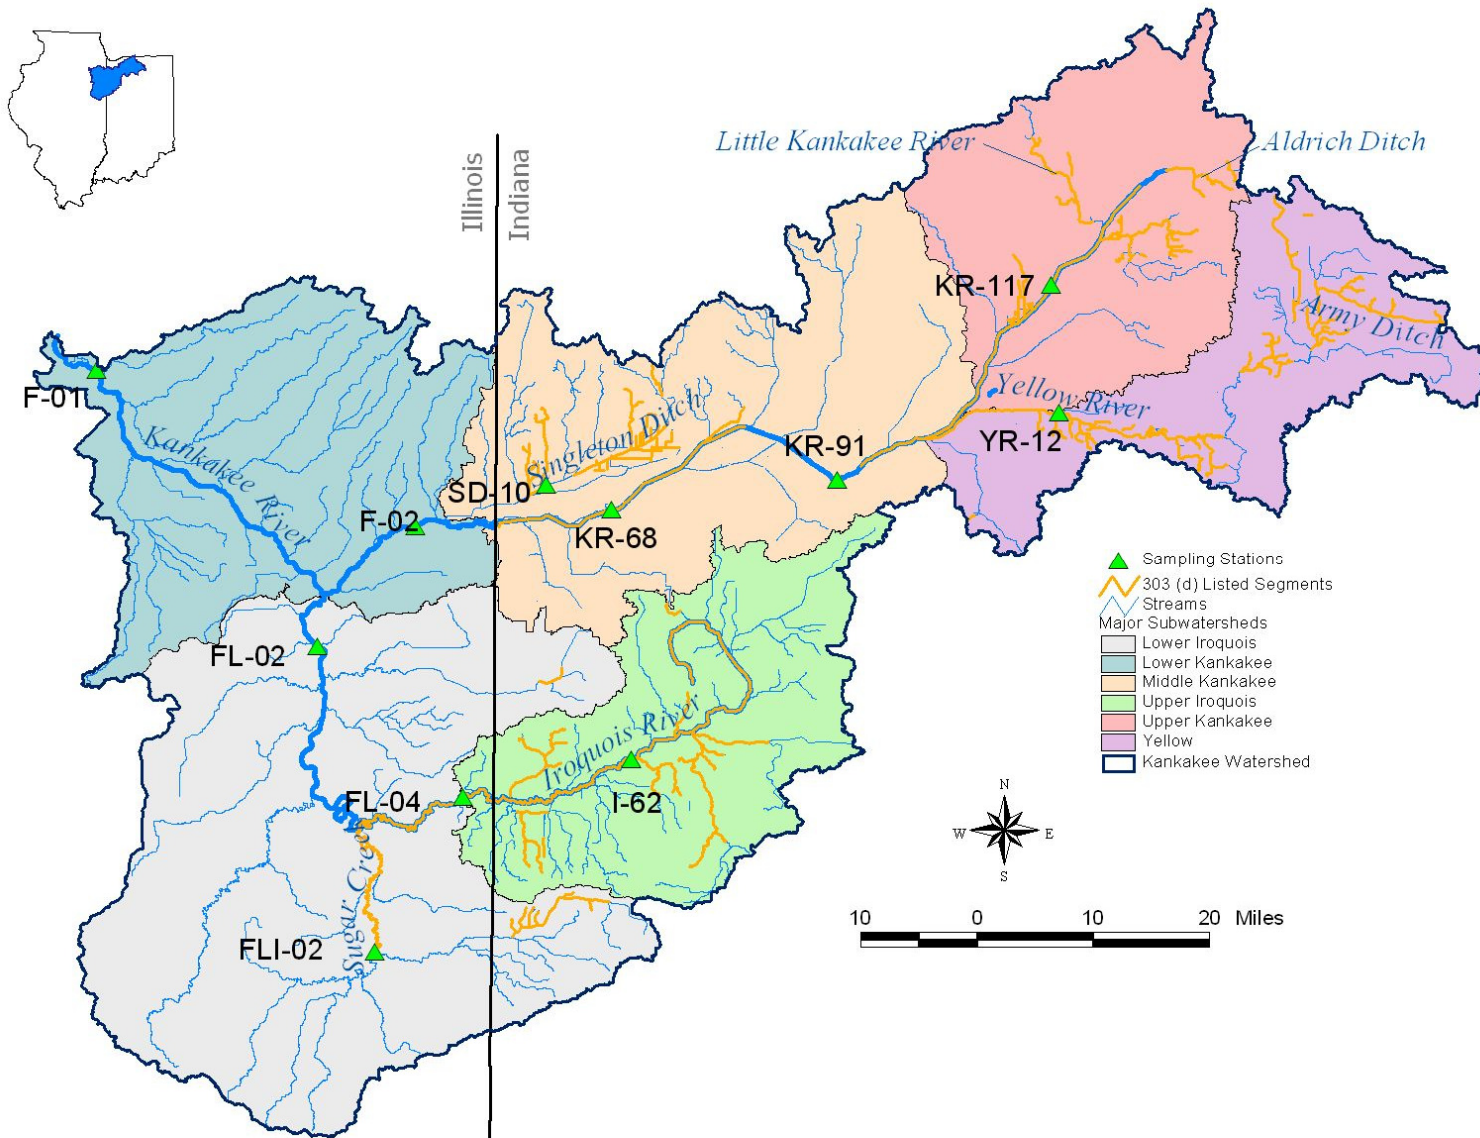 Illinois
Indiana
Little Kankakee River
Aldrich Ditch
KR-117
Army Ditch
F-01
Yellow River
Kankakee River
Singleton Ditch
KR-91
YR-12
SD-10
F-02
KR-68
Sampling Stations
303 (d) Listed Segments
Streams
Major Subwatersheds
Lower Iroquois
Lower Kankakee
Middle Kankakee
Upper Iroquois
Upper Kankakee
Yellow
Kankakee Watershed
FL-02
Iroquois River
FL-04
I-62
N
W
E
S
Sugar Creek
FLI-02
10 0 10 20 Miles